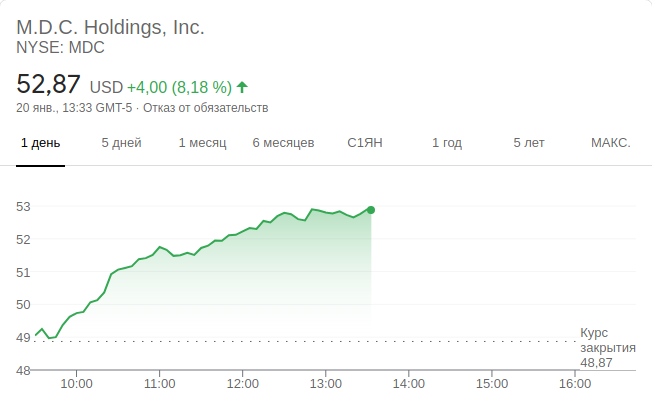 M.D.C. Holdings, Inc.
NYSE: MDC
52,87 USD +4,00 (8,18 %)
20 янв., 13:33 GMT-5 · Отказ от обязательств
1 день 5 дней 1 месяц 6 месяцев С1ЯН 1 год 5 лет МАКС.
53
52
51
50
49
Курс
закрытия
48,87
48
10:00 11:00 12:00 13:00 14:00 15:00 16:00